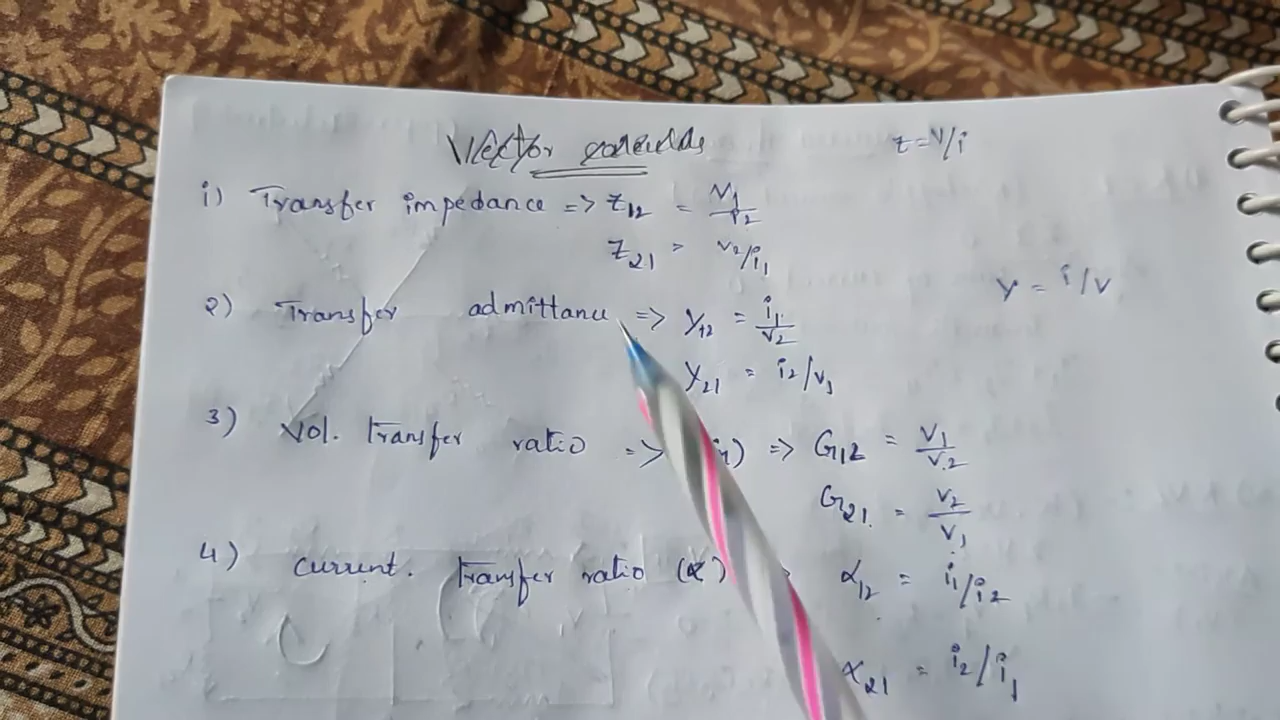 Vector calculus z = v/i
i) Transfer impedance => Z12 = V1/i2
Z21 = v2/i1
2) Transfer admittance => y12 = i1/v2
Y = i/v
y21 = i2/v1
3) Vol. transfer ratio => ) => G12 = V1/V2
G21. = V2/V1
4) current. transfer ratio (α) α12 = i1/i2
α21 = i2/i1